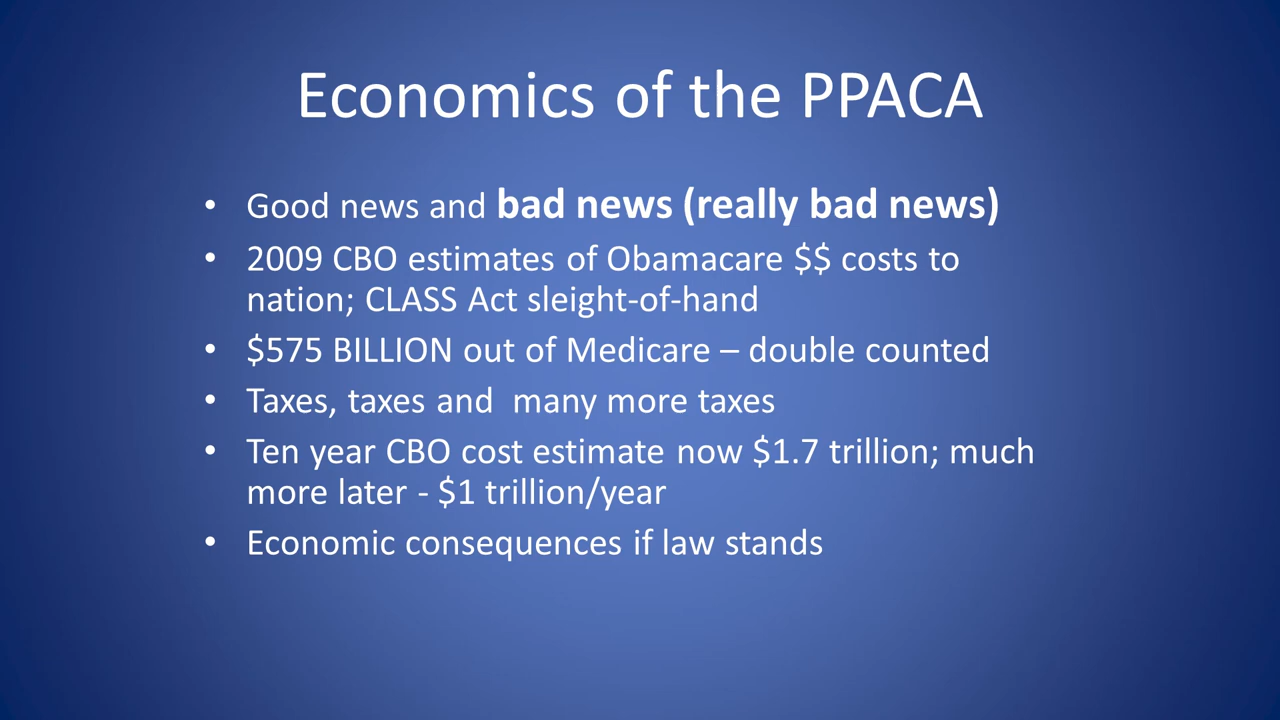 Economics of the PPACA
• Good news and bad news (really bad news)
• 2009 CBO estimates of Obamacare $$ costs to
nation; CLASS Act sleight-of-hand
• $575 BILLION out of Medicare – double counted
• Taxes, taxes and  many more taxes
• Ten year CBO cost estimate now $1.7 trillion; much
more later - $1 trillion/year
• Economic consequences if law stands